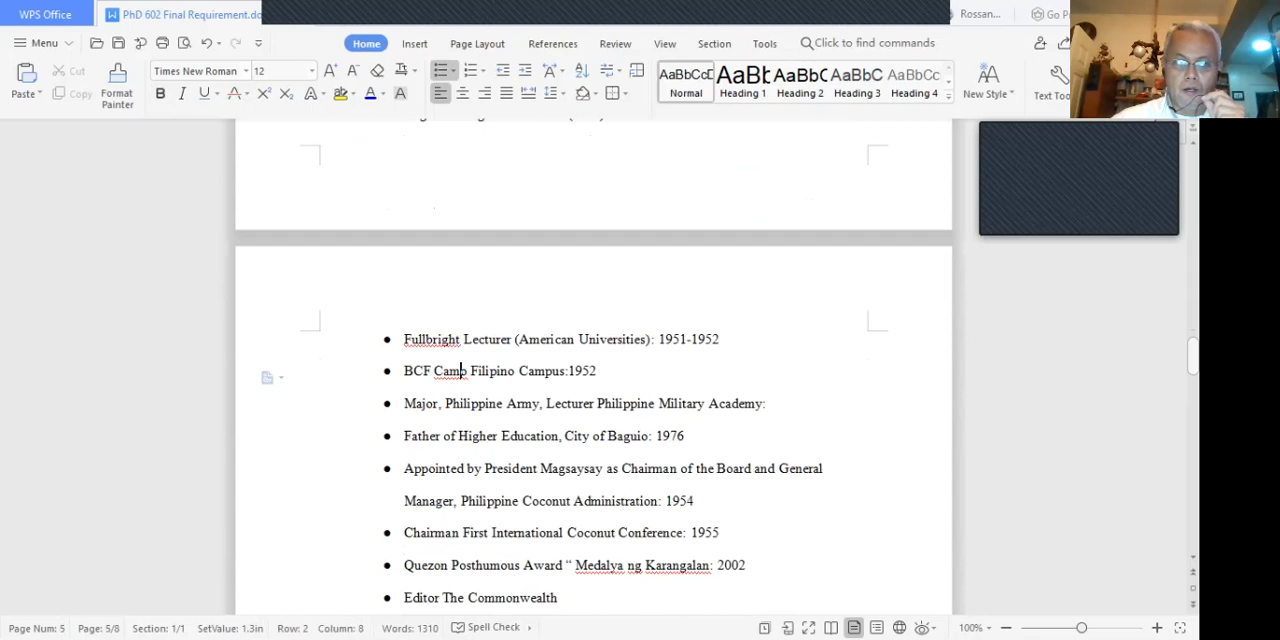 WPS Office
PhD 602 Final Requirement.do
Rossan...
Go P
Menu
Home
Insert
Page Layout
References
Review
View
Section
Tools
Click to find commands
Paste
Cut
Copy
Format
Painter
Times New Roman
12
AaBbCcD
Normal
AaBb
Heading 1
AaBbC
Heading 2
AaBbC
Heading 3
AaBbC
Heading 4
New Style
Text Too
● Fullbright Lecturer (American Universities): 1951-1952
● BCF Camp Filipino Campus:1952
● Major, Philippine Army, Lecturer Philippine Military Academy:
● Father of Higher Education, City of Baguio: 1976
● Appointed by President Magsaysay as Chairman of the Board and General
Manager, Philippine Coconut Administration: 1954
● Chairman First International Coconut Conference: 1955
● Quezon Posthumous Award “ Medalya ng Karangalan: 2002
● Editor The Commonwealth
Page Num: 5
Page: 5/8
Section: 1/1
SetValue: 1.3in
Row: 2
Column: 8
Words: 1310
Spell Check
100%